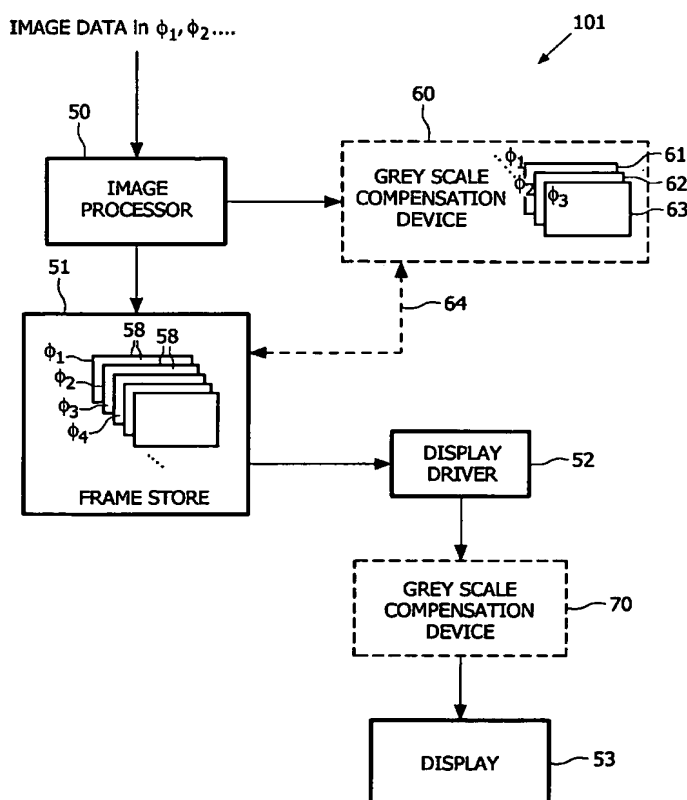 IMAGE DATA in ϕ1, ϕ2....
101
50
IMAGE
PROCESSOR
60
GREY SCALE
COMPENSATION
DEVICE
ϕ1
ϕ2
ϕ3
61
62
63
64
51
58 58
ϕ1
ϕ2
ϕ3
ϕ4
FRAME STORE
DISPLAY
DRIVER
52
GREY SCALE
COMPENSATION
DEVICE
70
DISPLAY
53